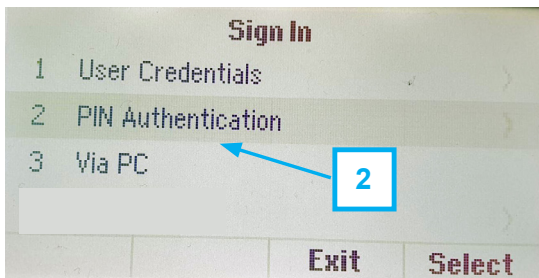 Sign In
1 User Credentials
2 PIN Authentication
3 Via PC
2
Exit Select